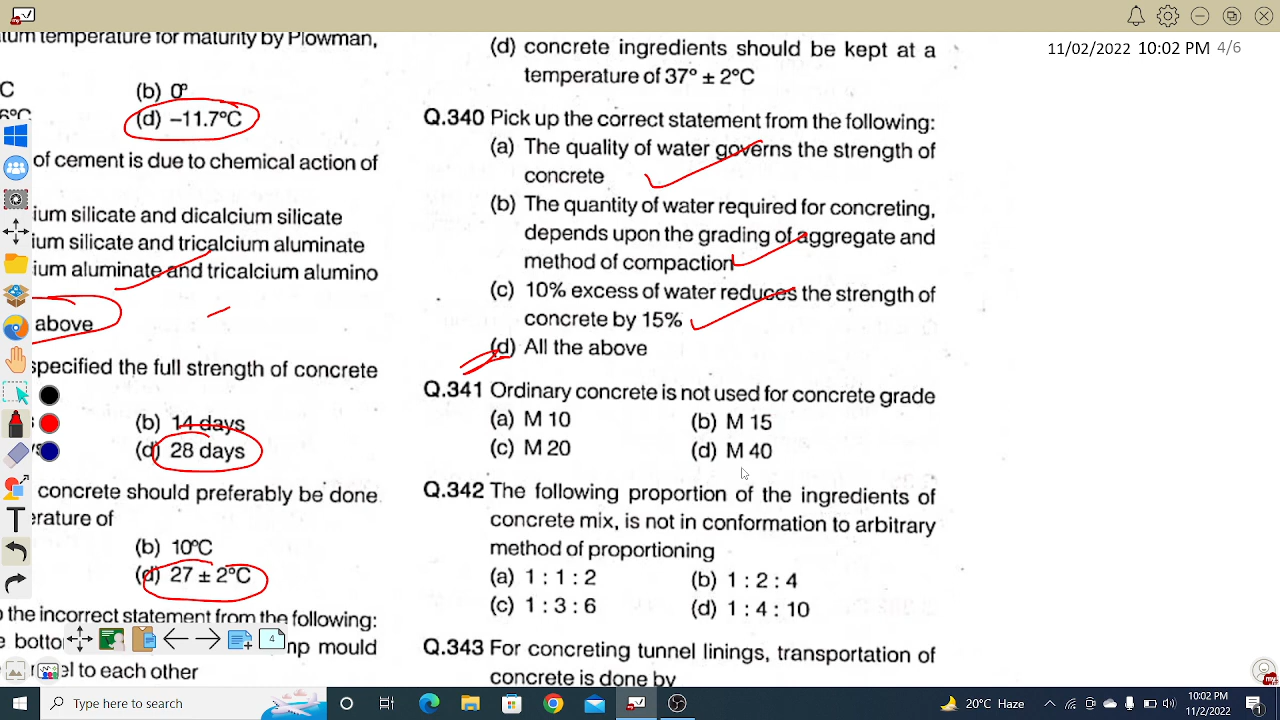 11/02/2022 10:02 PM 4/6
temperature for maturity by Plowman,
C
(b) 0°
(d) –11.7°C
of cement is due to chemical action of
ium silicate and dicalcium silicate
ium silicate and tricalcium aluminate
ium aluminate and tricalcium alumino
above
specified the full strength of concrete
(b) 14 days
(d) 28 days
concrete should preferably be done
erature of
(b) 10°C
(d) 27 ± 2°C
the incorrect statement from the following:
e botto
mp mould
el to each other
(d) concrete ingredients should be kept at a
temperature of 37° ± 2°C
Q.340 Pick up the correct statement from the following:
(a) The quality of water governs the strength of
concrete
(b) The quantity of water required for concreting,
depends upon the grading of aggregate and
method of compaction
(c) 10% excess of water reduces the strength of
concrete by 15%
(d) All the above
Q.341 Ordinary concrete is not used for concrete grade
(a) M 10 (b) M 15
(c) M 20 (d) M 40
Q.342 The following proportion of the ingredients of
concrete mix, is not in conformation to arbitrary
method of proportioning
(a) 1 : 1 : 2 (b) 1 : 2 : 4
(c) 1 : 3 : 6 (d) 1 : 4 : 10
Q.343 For concreting tunnel linings, transportation of
concrete is done by
4
Type here to search
20°C Haze
ENG
10:02 PM
11/2/2022